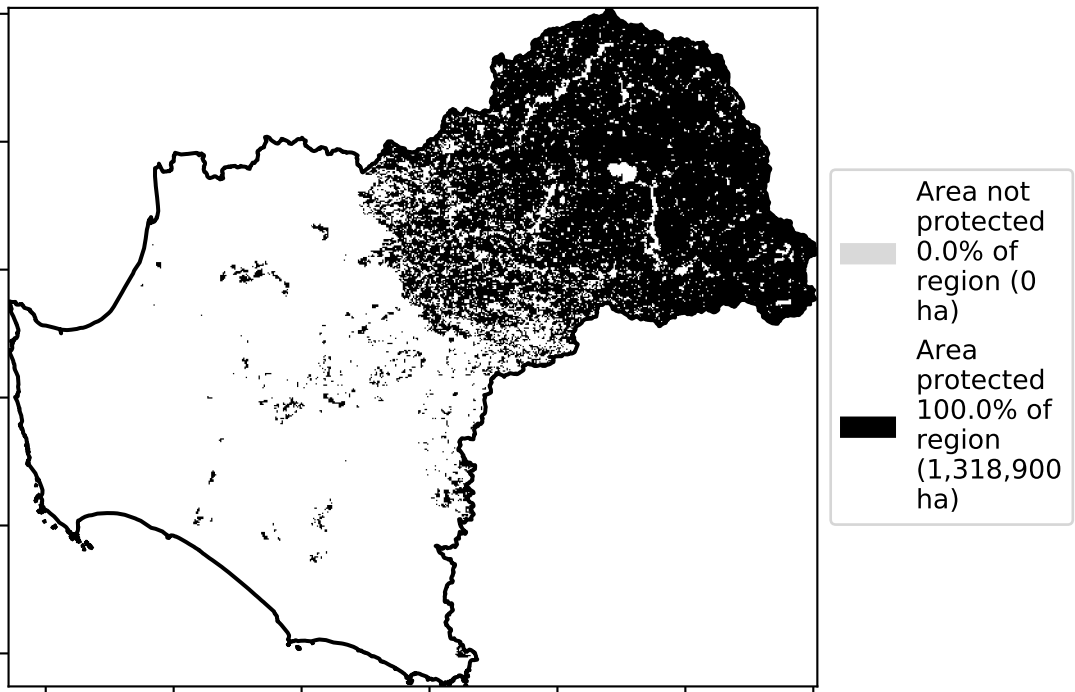 Area not
protected
0.0% of
region (0
ha)
Area
protected
100.0% of
region
(1,318,900
ha)